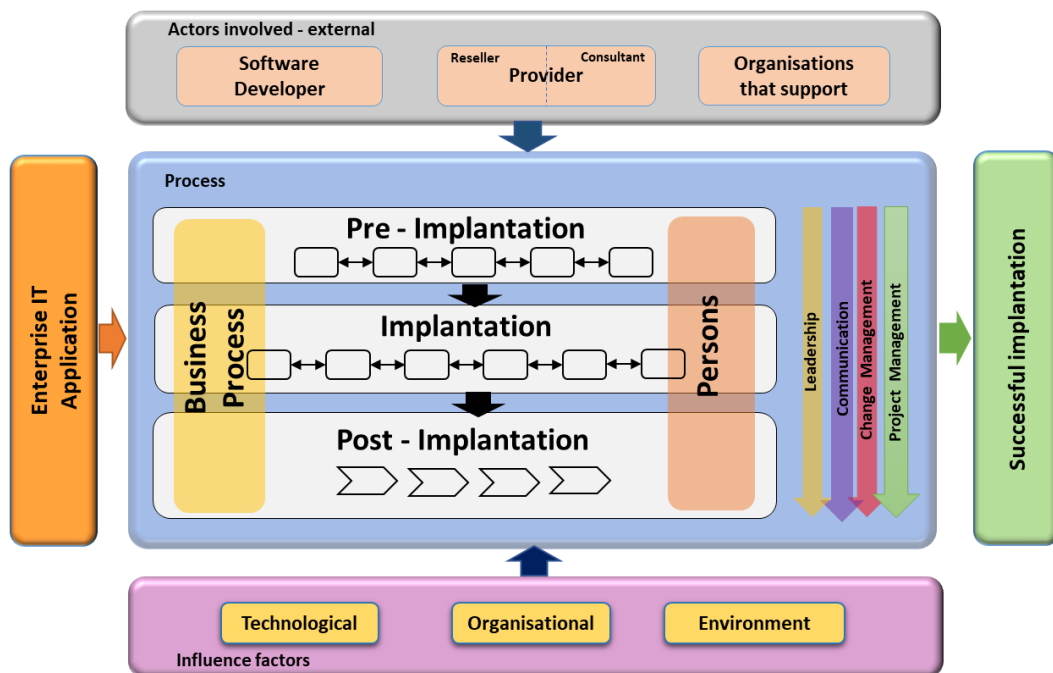 Actors involved - external
Software
Developer
Reseller
Consultant
Provider
Organisations
that support
Enterprise IT
Application
Process
Pre - Implantation
Implantation
Post - Implantation
Business
Process
Persons
Leadership
Communication
Change Management
Project Management
Successful implantation
Technological
Organisational
Environment
Influence factors